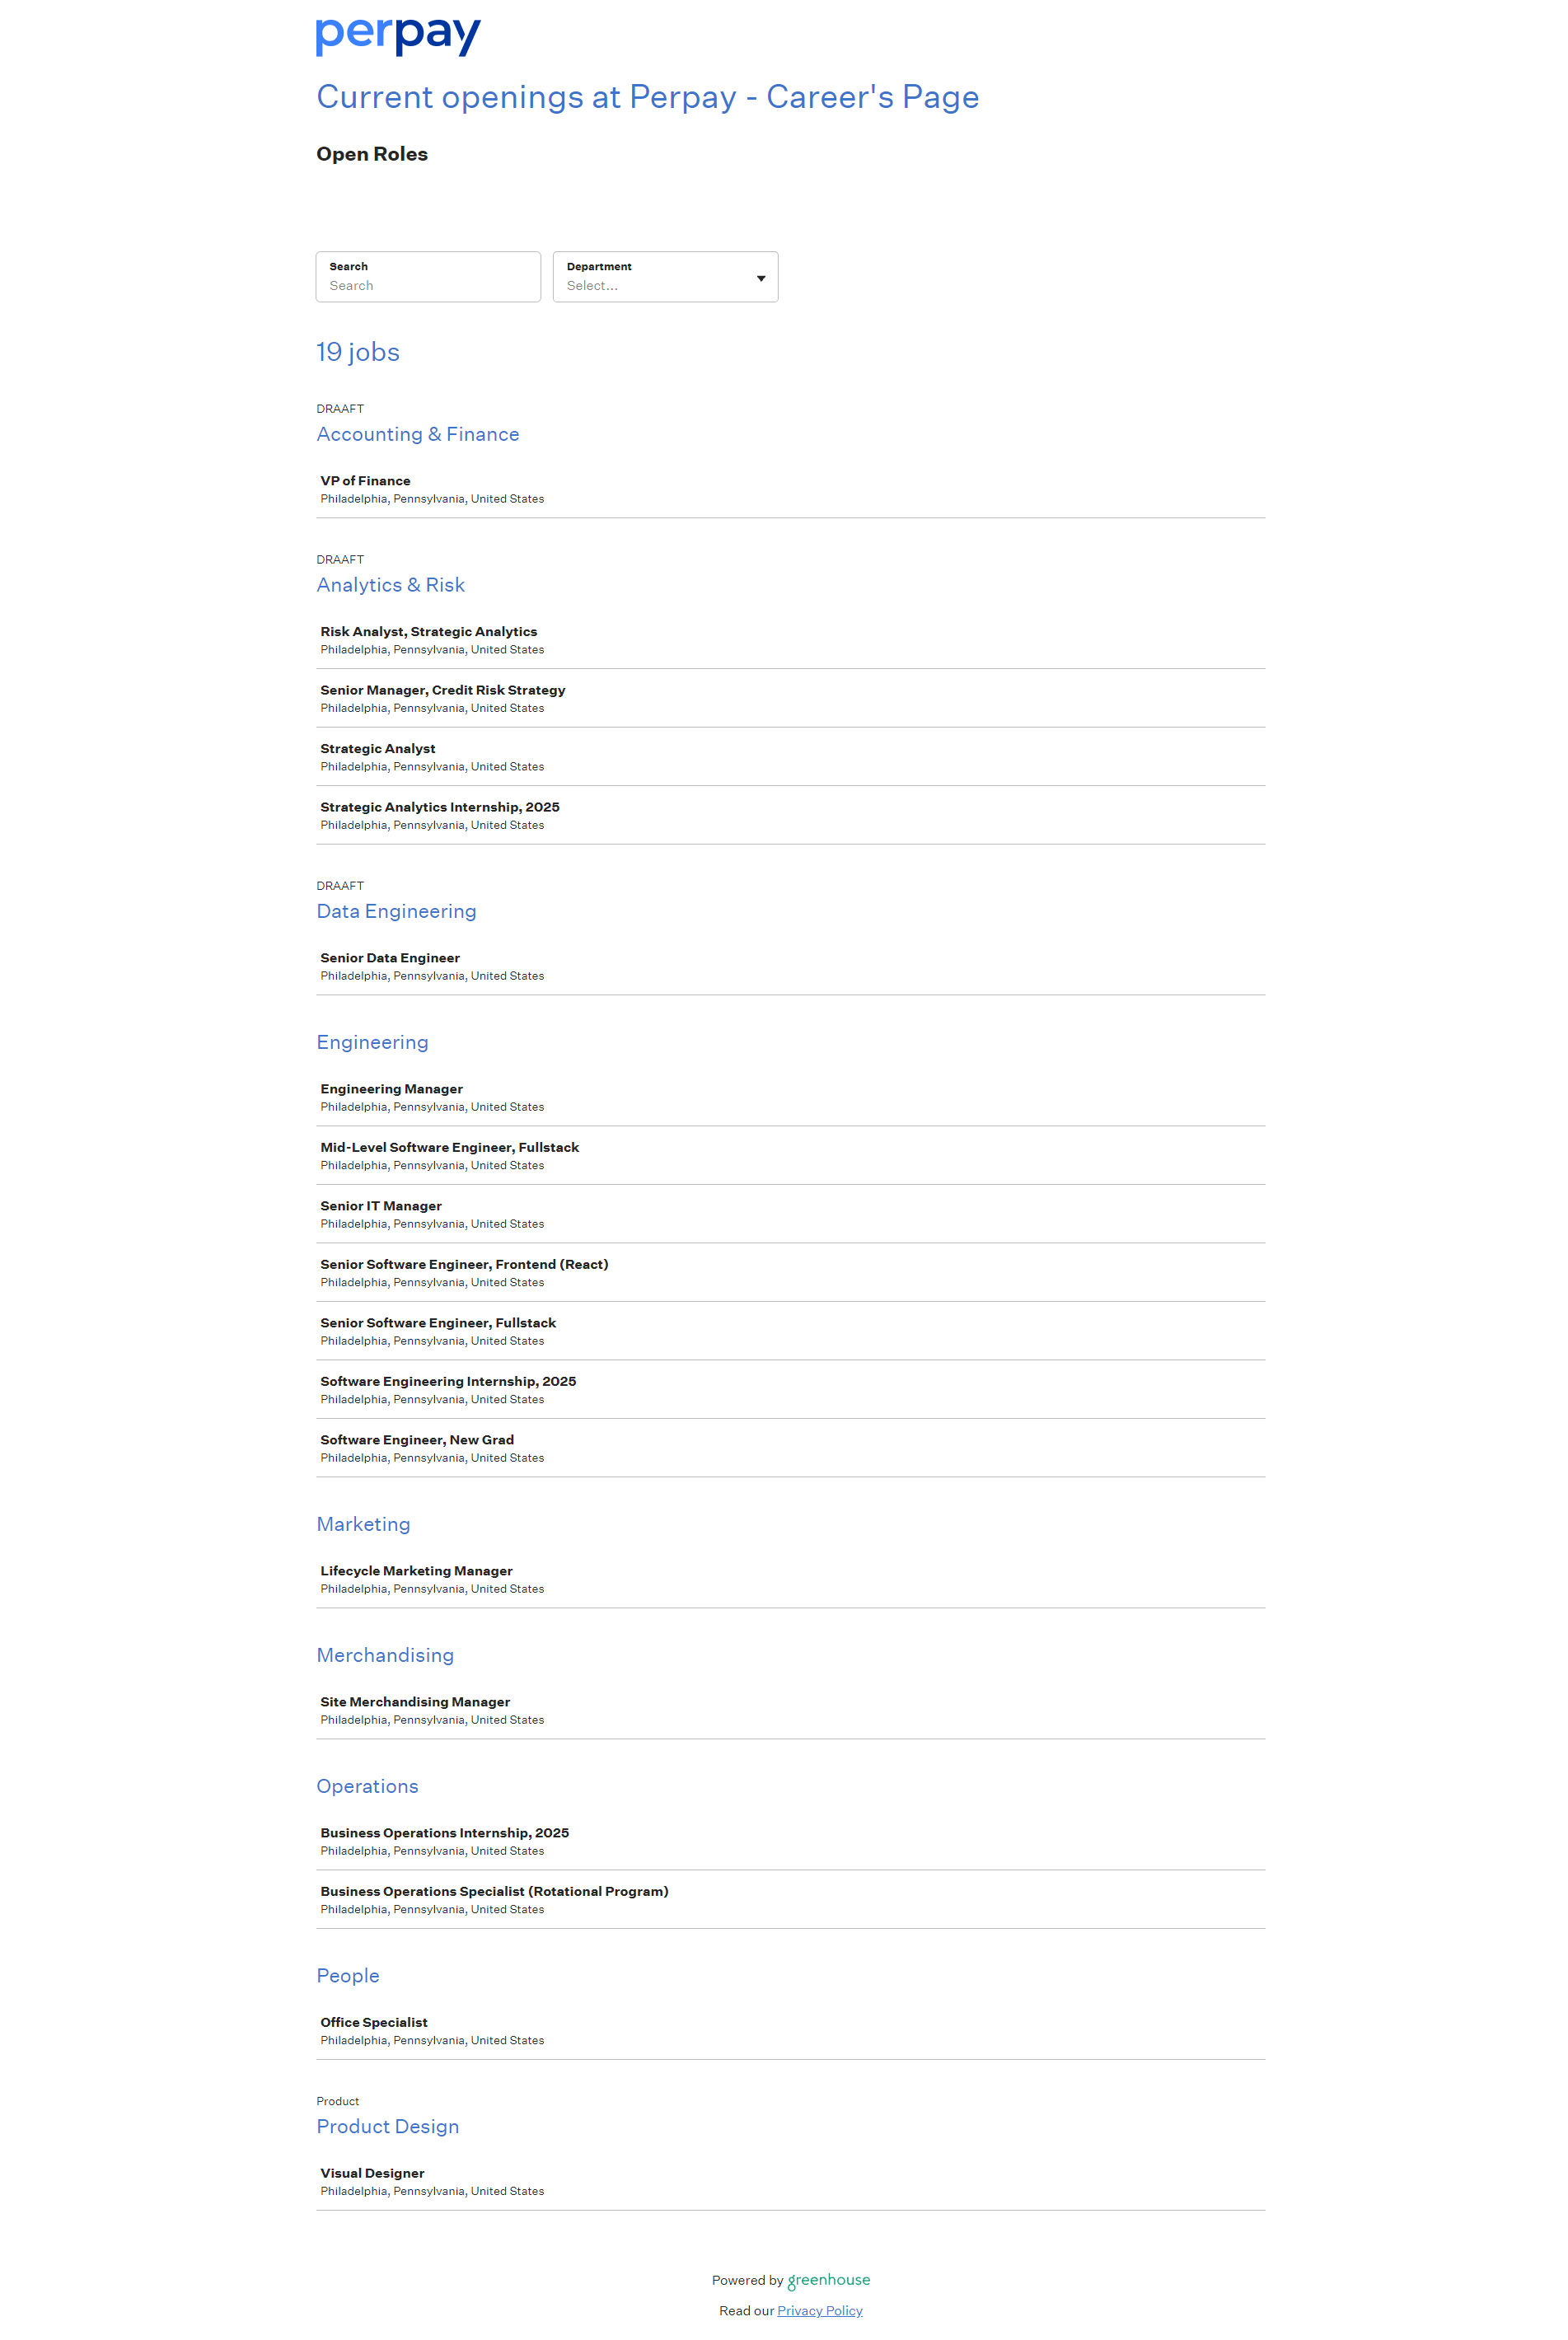 perpay
Current openings at Perpay - Career's Page
Open Roles
Search
Search
Department
Select...
19 jobs
DRAAFT
Accounting & Finance
VP of Finance
Philadelphia, Pennsylvania, United States
DRAAFT
Analytics & Risk
Risk Analyst, Strategic Analytics
Philadelphia, Pennsylvania, United States
Senior Manager, Credit Risk Strategy
Philadelphia, Pennsylvania, United States
Strategic Analyst
Philadelphia, Pennsylvania, United States
Strategic Analytics Internship, 2025
Philadelphia, Pennsylvania, United States
DRAAFT
Data Engineering
Senior Data Engineer
Philadelphia, Pennsylvania, United States
Engineering
Engineering Manager
Philadelphia, Pennsylvania, United States
Mid-Level Software Engineer, Fullstack
Philadelphia, Pennsylvania, United States
Senior IT Manager
Philadelphia, Pennsylvania, United States
Senior Software Engineer, Frontend (React)
Philadelphia, Pennsylvania, United States
Senior Software Engineer, Fullstack
Philadelphia, Pennsylvania, United States
Software Engineering Internship, 2025
Philadelphia, Pennsylvania, United States
Software Engineer, New Grad
Philadelphia, Pennsylvania, United States
Marketing
Lifecycle Marketing Manager
Philadelphia, Pennsylvania, United States
Merchandising
Site Merchandising Manager
Philadelphia, Pennsylvania, United States
Operations
Business Operations Internship, 2025
Philadelphia, Pennsylvania, United States
Business Operations Specialist (Rotational Program)
Philadelphia, Pennsylvania, United States
People
Office Specialist
Philadelphia, Pennsylvania, United States
Product
Product Design
Visual Designer
Philadelphia, Pennsylvania, United States
Powered by greenhouse
Read our Privacy Policy